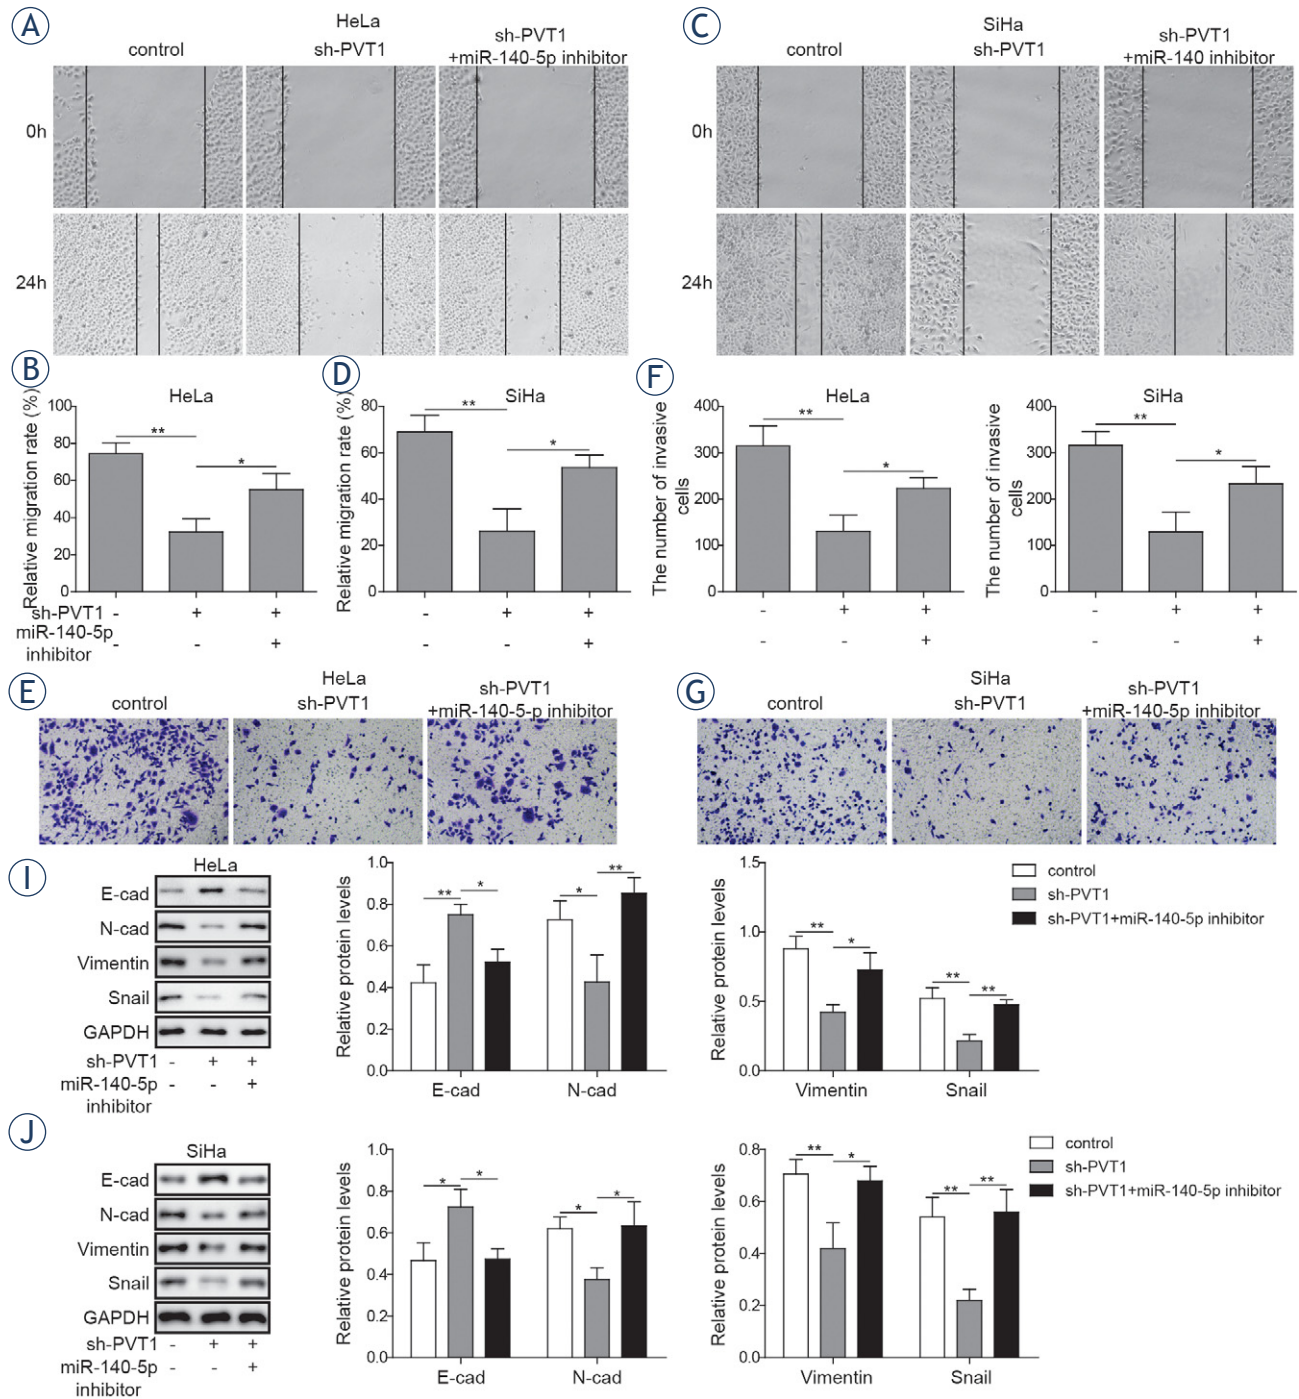 A
HeLa
control
sh-PVT1
sh-PVT1
+miR-140-5p inhibitor
0h
24h
C
SiHa
control
sh-PVT1
sh-PVT1
+miR-140 inhibitor
0h
24h
B
HeLa
Relative migration rate (%)
100
80
60
40
20
0
**
*
sh-PVT1 - + +
miR-140-5p - - +
inhibitor
D
SiHa
Relative migration rate (%)
80
60
40
20
0
**
*
- + +
- - +
F
HeLa
The number of invasive
cells
400
300
200
100
0
**
*
- + +
- - +
SiHa
The number of invasive
cells
400
300
200
100
0
**
*
- + +
- - +
E
HeLa
control
sh-PVT1
sh-PVT1
+miR-140-5-p inhibitor
G
SiHa
control
sh-PVT1
sh-PVT1
+miR-140-5p inhibitor
I
HeLa
E-cad
N-cad
Vimentin
Snail
GAPDH
sh-PVT1 - + +
miR-140-5p - - +
inhibitor
Relative protein levels
1.0
0.8
0.6
0.4
0.2
0.0
** *
* **
E-cad
N-cad
Relative protein levels
1.5
1.0
0.5
0.0
** *
** **
Vimentin
Snail
control
sh-PVT1
sh-PVT1+miR-140-5p inhibitor
J
SiHa
E-cad
N-cad
Vimentin
Snail
GAPDH
sh-PVT1 - + +
miR-140-5p - - +
inhibitor
Relative protein levels
1.0
0.8
0.6
0.4
0.2
0.0
* *
* *
E-cad
N-cad
Relative protein levels
0.8
0.6
0.4
0.2
0.0
** *
** **
Vimentin
Snail
control
sh-PVT1
sh-PVT1+miR-140-5p inhibitor